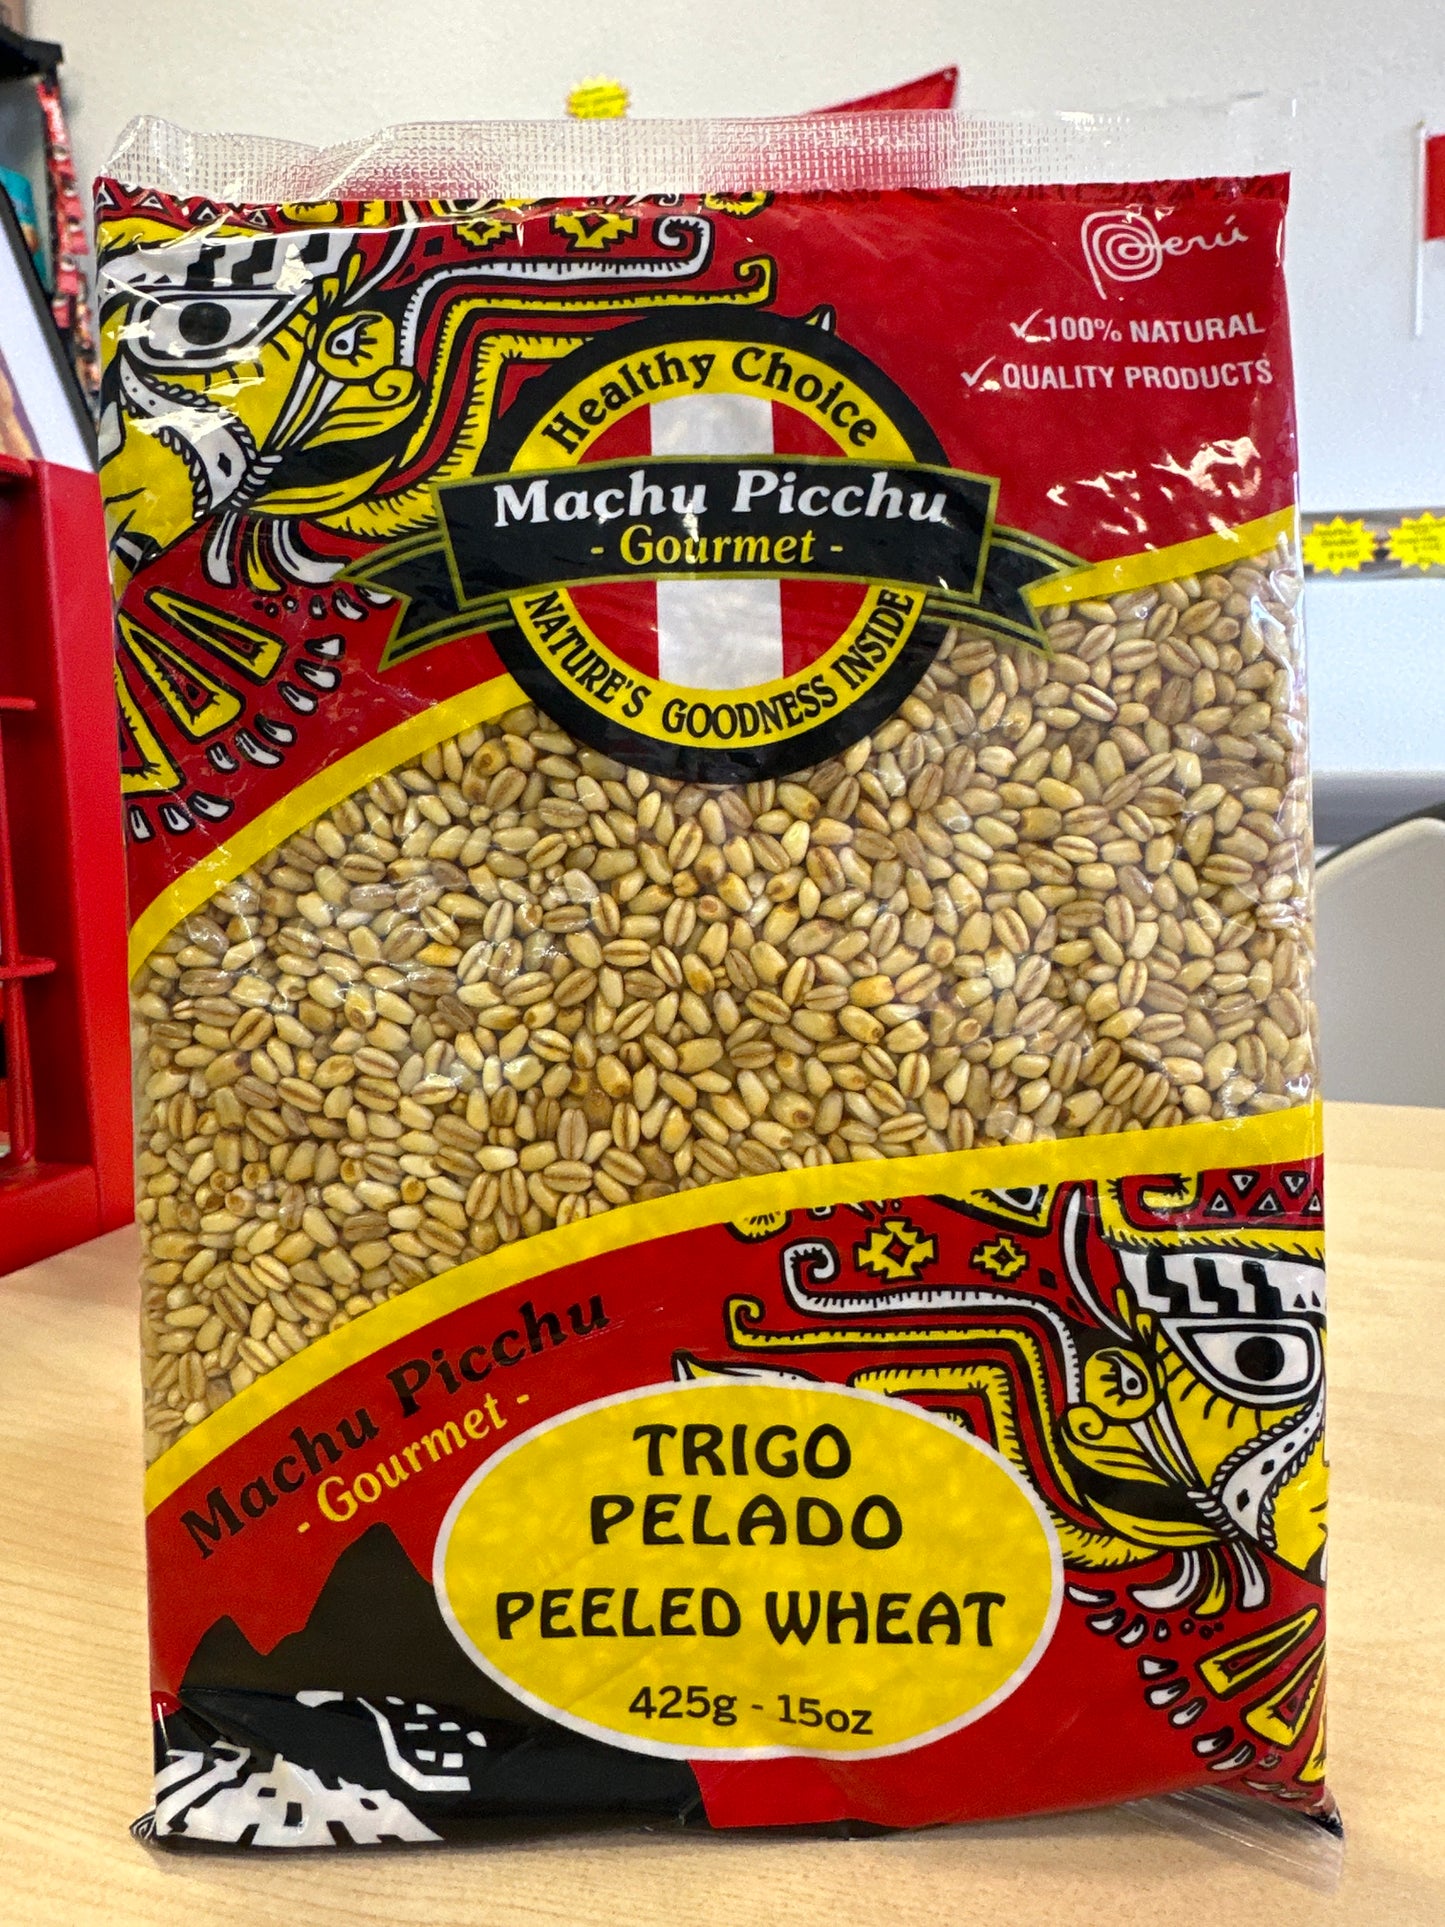 Perú
100% NATURAL
QUALITY PRODUCTS
Healthy Choice
Machu Picchu
- Gourmet -
NATURE'S GOODNESS INSIDE
Machu Picchu
- Gourmet -
TRIGO
PELADO
PEELED WHEAT
425g - 15oz